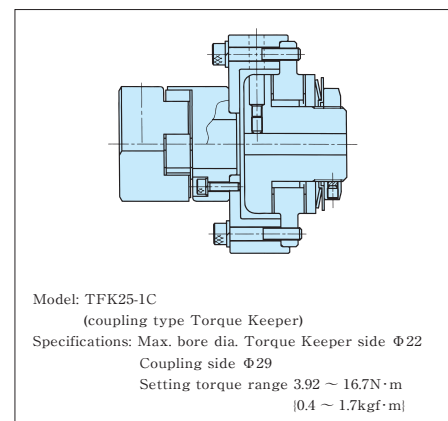 Model: TFK25-1C
(coupling type Torque Keeper)
Specifications: Max. bore dia. Torque Keeper side Φ22
Coupling side Φ29
Setting torque range 3.92 ～ 16.7N·m
{0.4 ～ 1.7kgf·m}